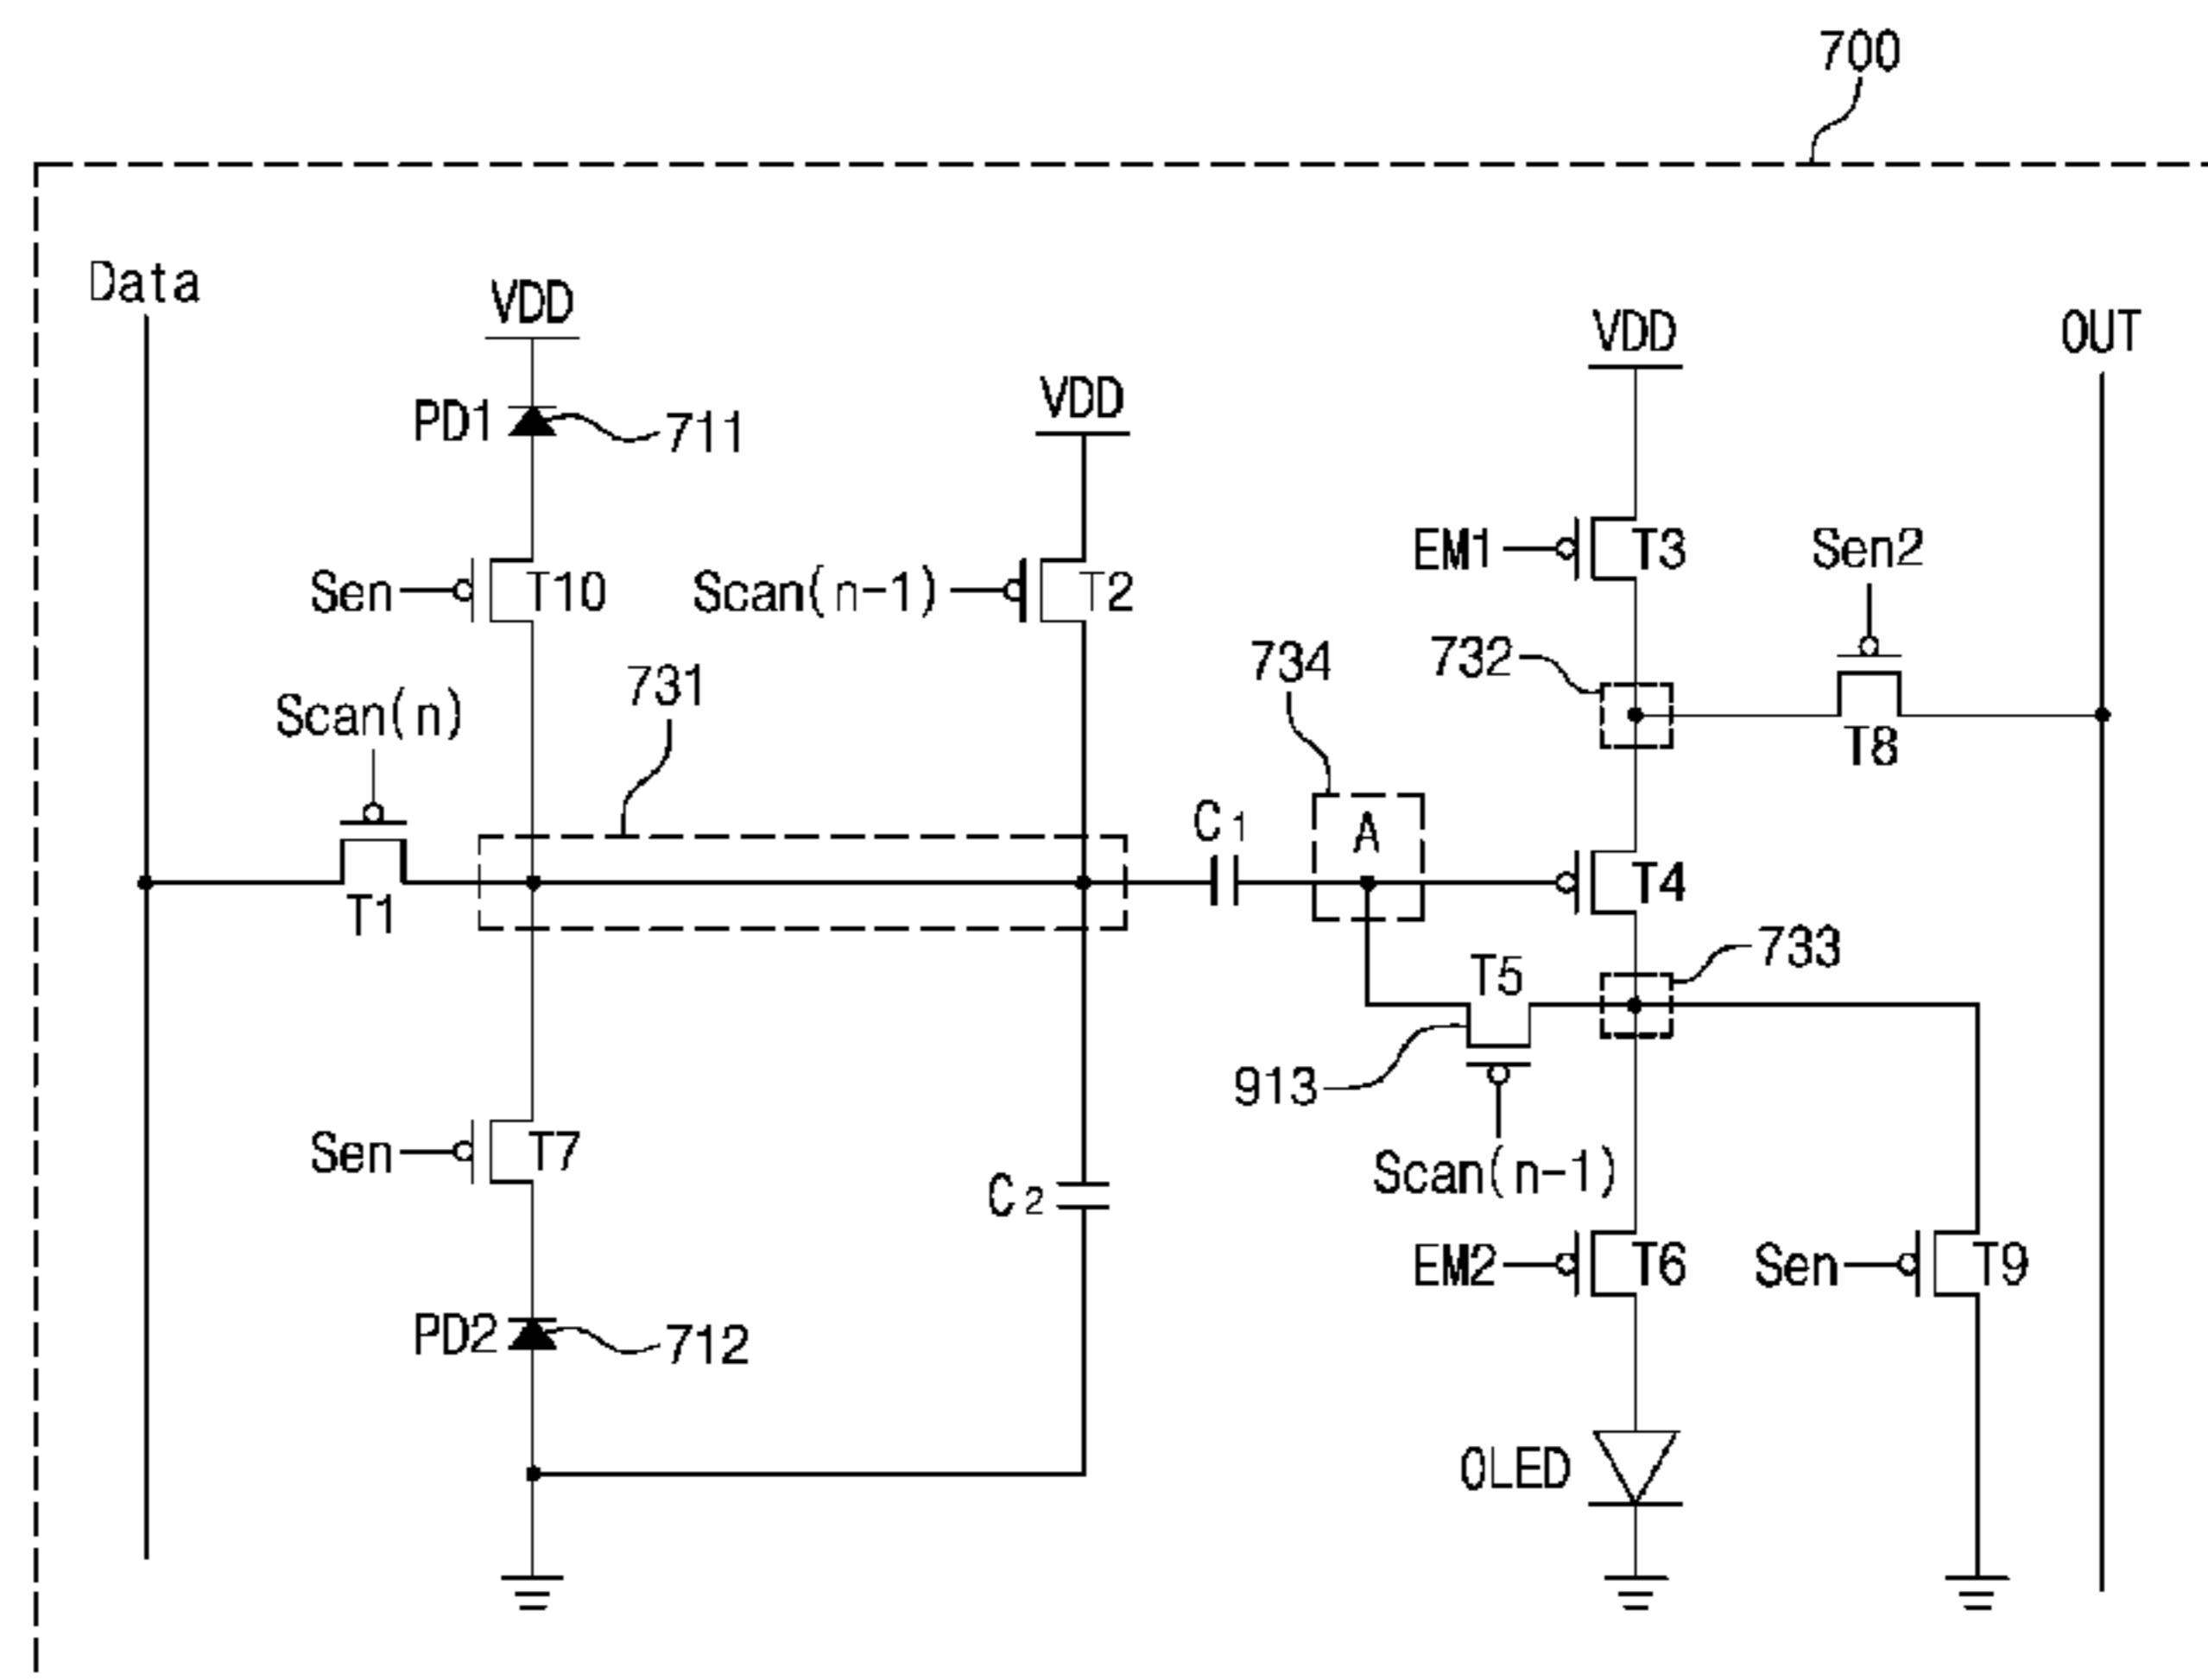 700
Data
VDD
VDD
OUT
PD1
711
VDD
EM1
T3
Sen2
Sen
T10
Scan(n-1)
T2
734
732
731
Scan(n)
T8
C1
A
T1
T4
T5
733
913
Sen
T7
Scan(n-1)
C2
EM2
T6
Sen
T9
PD2
712
OLED